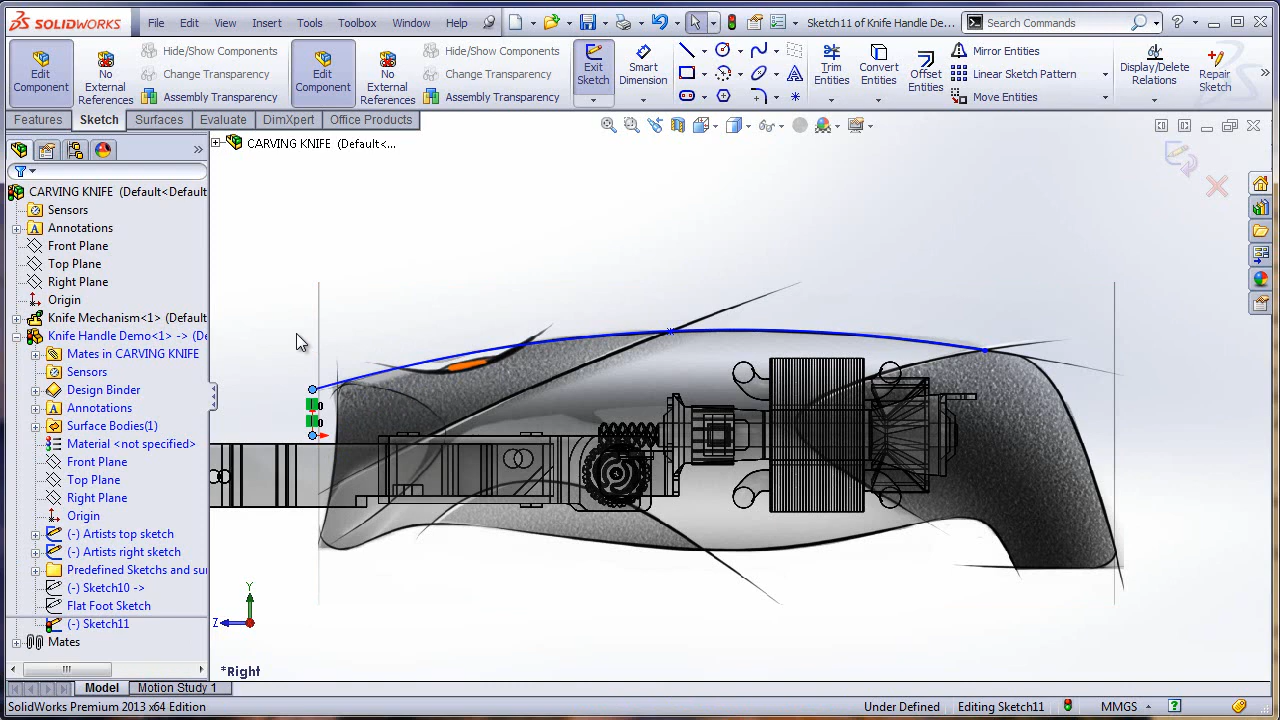 SOLIDWORKS File Edit View Insert Tools Toolbox Window Help Sketch11 of Knife Handle De... Search Commands
Edit Component
No External References
Hide/Show Components
Change Transparency
Assembly Transparency
Edit Component
No External References
Hide/Show Components
Change Transparency
Assembly Transparency
Exit Sketch
Smart Dimension
Trim Entities
Convert Entities
Offset Entities
Mirror Entities
Linear Sketch Pattern
Move Entities
Display/Delete Relations
Repair Sketch
Features Sketch Surfaces Evaluate DimXpert Office Products
CARVING KNIFE (Default<...
CARVING KNIFE (Default<Default
Sensors
Annotations
Front Plane
Top Plane
Right Plane
Origin
Knife Mechanism<1> (Default
Knife Handle Demo<1> -> (De
Mates in CARVING KNIFE
Sensors
Design Binder
Annotations
Surface Bodies(1)
Material <not specified>
Front Plane
Top Plane
Right Plane
Origin
(-) Artists top sketch
(-) Artists right sketch
Predefined Sketchs and sur
(-) Sketch10 ->
Flat Foot Sketch
(-) Sketch11
Mates
0
0
Y
Z
*Right
Model Motion Study 1
SolidWorks Premium 2013 x64 Edition Under Defined Editing Sketch11 MMGS